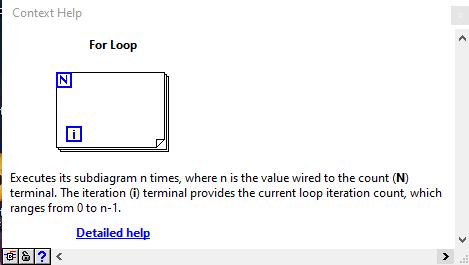 Context Help
For Loop
N
i
Executes its subdiagram n times, where n is the value wired to the count (N)
terminal. The iteration (i) terminal provides the current loop iteration count, which
ranges from 0 to n-1.
Detailed help
?